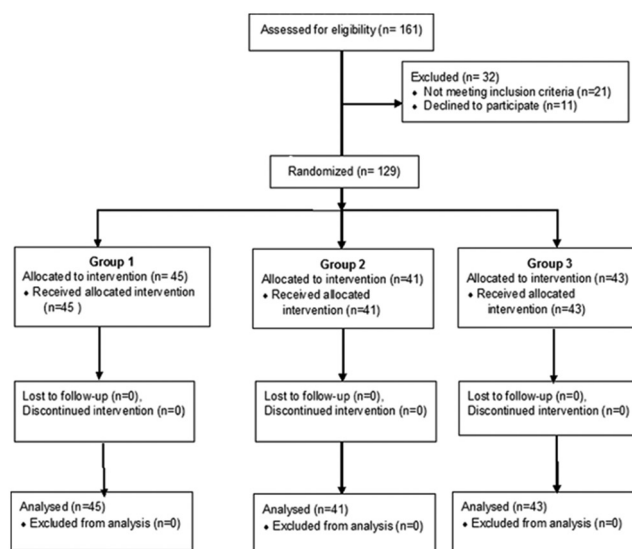 Assessed for eligibility (n= 161)
Excluded (n= 32)
♦ Not meeting inclusion criteria (n=21)
♦ Declined to participate (n=11)
Randomized (n= 129)
Group 1
Allocated to intervention (n= 45)
♦ Received allocated intervention
(n=45 )
Group 2
Allocated to intervention (n=41)
♦ Received allocated
intervention (n=41)
Group 3
Allocated to intervention (n=43)
♦ Received allocated
intervention (n=43)
Lost to follow-up (n=0),
Discontinued intervention (n=0)
Lost to follow-up (n=0),
Discontinued intervention (n=0)
Lost to follow-up (n=0),
Discontinued intervention (n=0)
Analysed (n=45)
♦ Excluded from analysis (n=0)
Analysed (n=41)
♦ Excluded from analysis (n=0)
Analysed (n=43)
♦ Excluded from analysis (n=0)